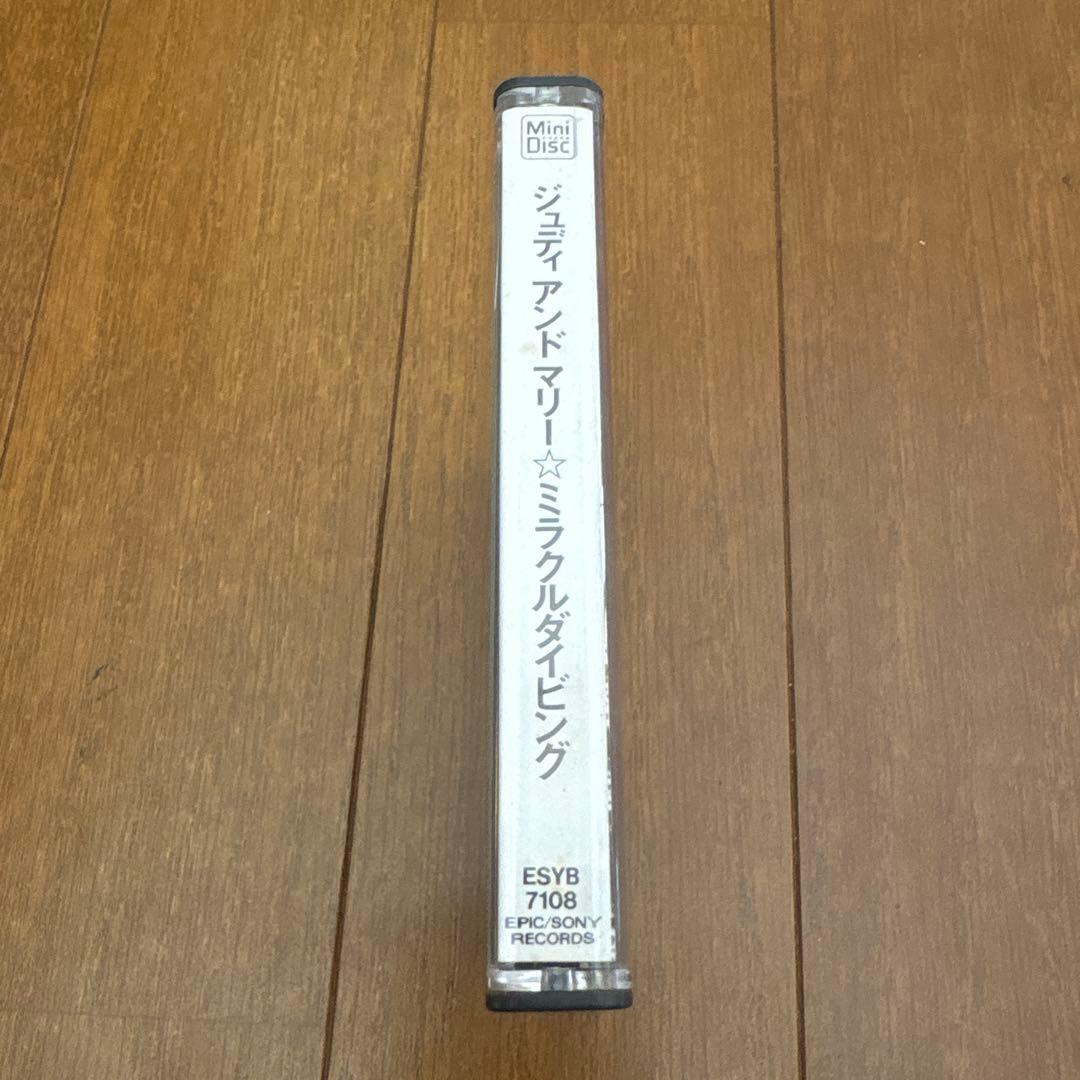 Mini
Disc
ジュディ アンド マリー☆ミラクルダイビング
ESYB
7108
EPIC/SONY
RECORDS